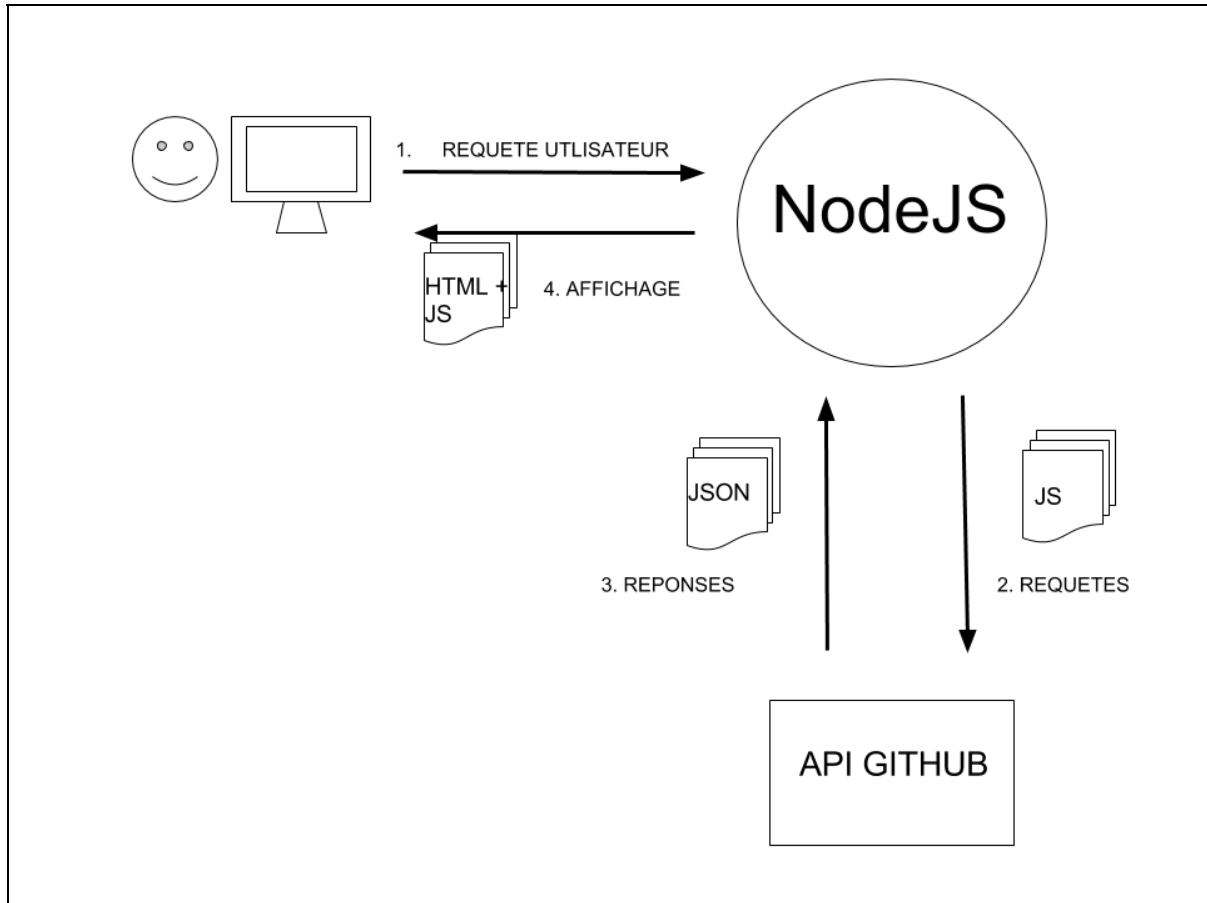 1. REQUETE UTLISATEUR
NodeJS
HTML +
JS
4. AFFICHAGE
JSON
JS
3. REPONSES
2. REQUETES
API GITHUB